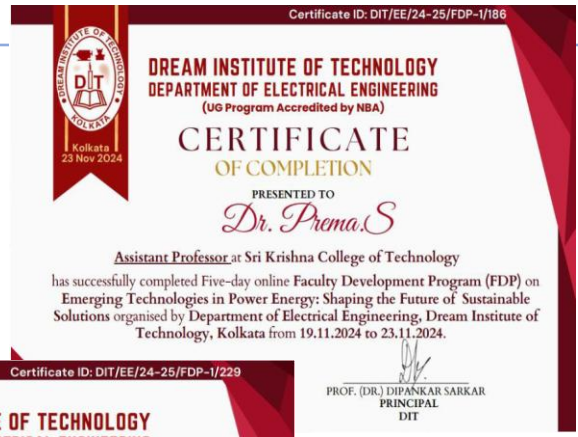 Certificate ID: DIT/EE/24-25/FDP-1/186
DREAM INSTITUTE OF TECHNOLOGY
KOLKATA
DIT
Kolkata
23 Nov 2024
DREAM INSTITUTE OF TECHNOLOGY
DEPARTMENT OF ELECTRICAL ENGINEERING
(UG Program Accredited by NBA)
CERTIFICATE
OF COMPLETION
PRESENTED TO
Dr. Prema.S
Assistant Professor at Sri Krishna College of Technology
has successfully completed Five-day online Faculty Development Program (FDP) on
Emerging Technologies in Power Energy: Shaping the Future of Sustainable
Solutions organised by Department of Electrical Engineering, Dream Institute of
Technology, Kolkata from 19.11.2024 to 23.11.2024.
PROF. (DR.) DIPANKAR SARKAR
PRINCIPAL
DIT
Certificate ID: DIT/EE/24-25/FDP-1/229
OF TECHNOLOGY